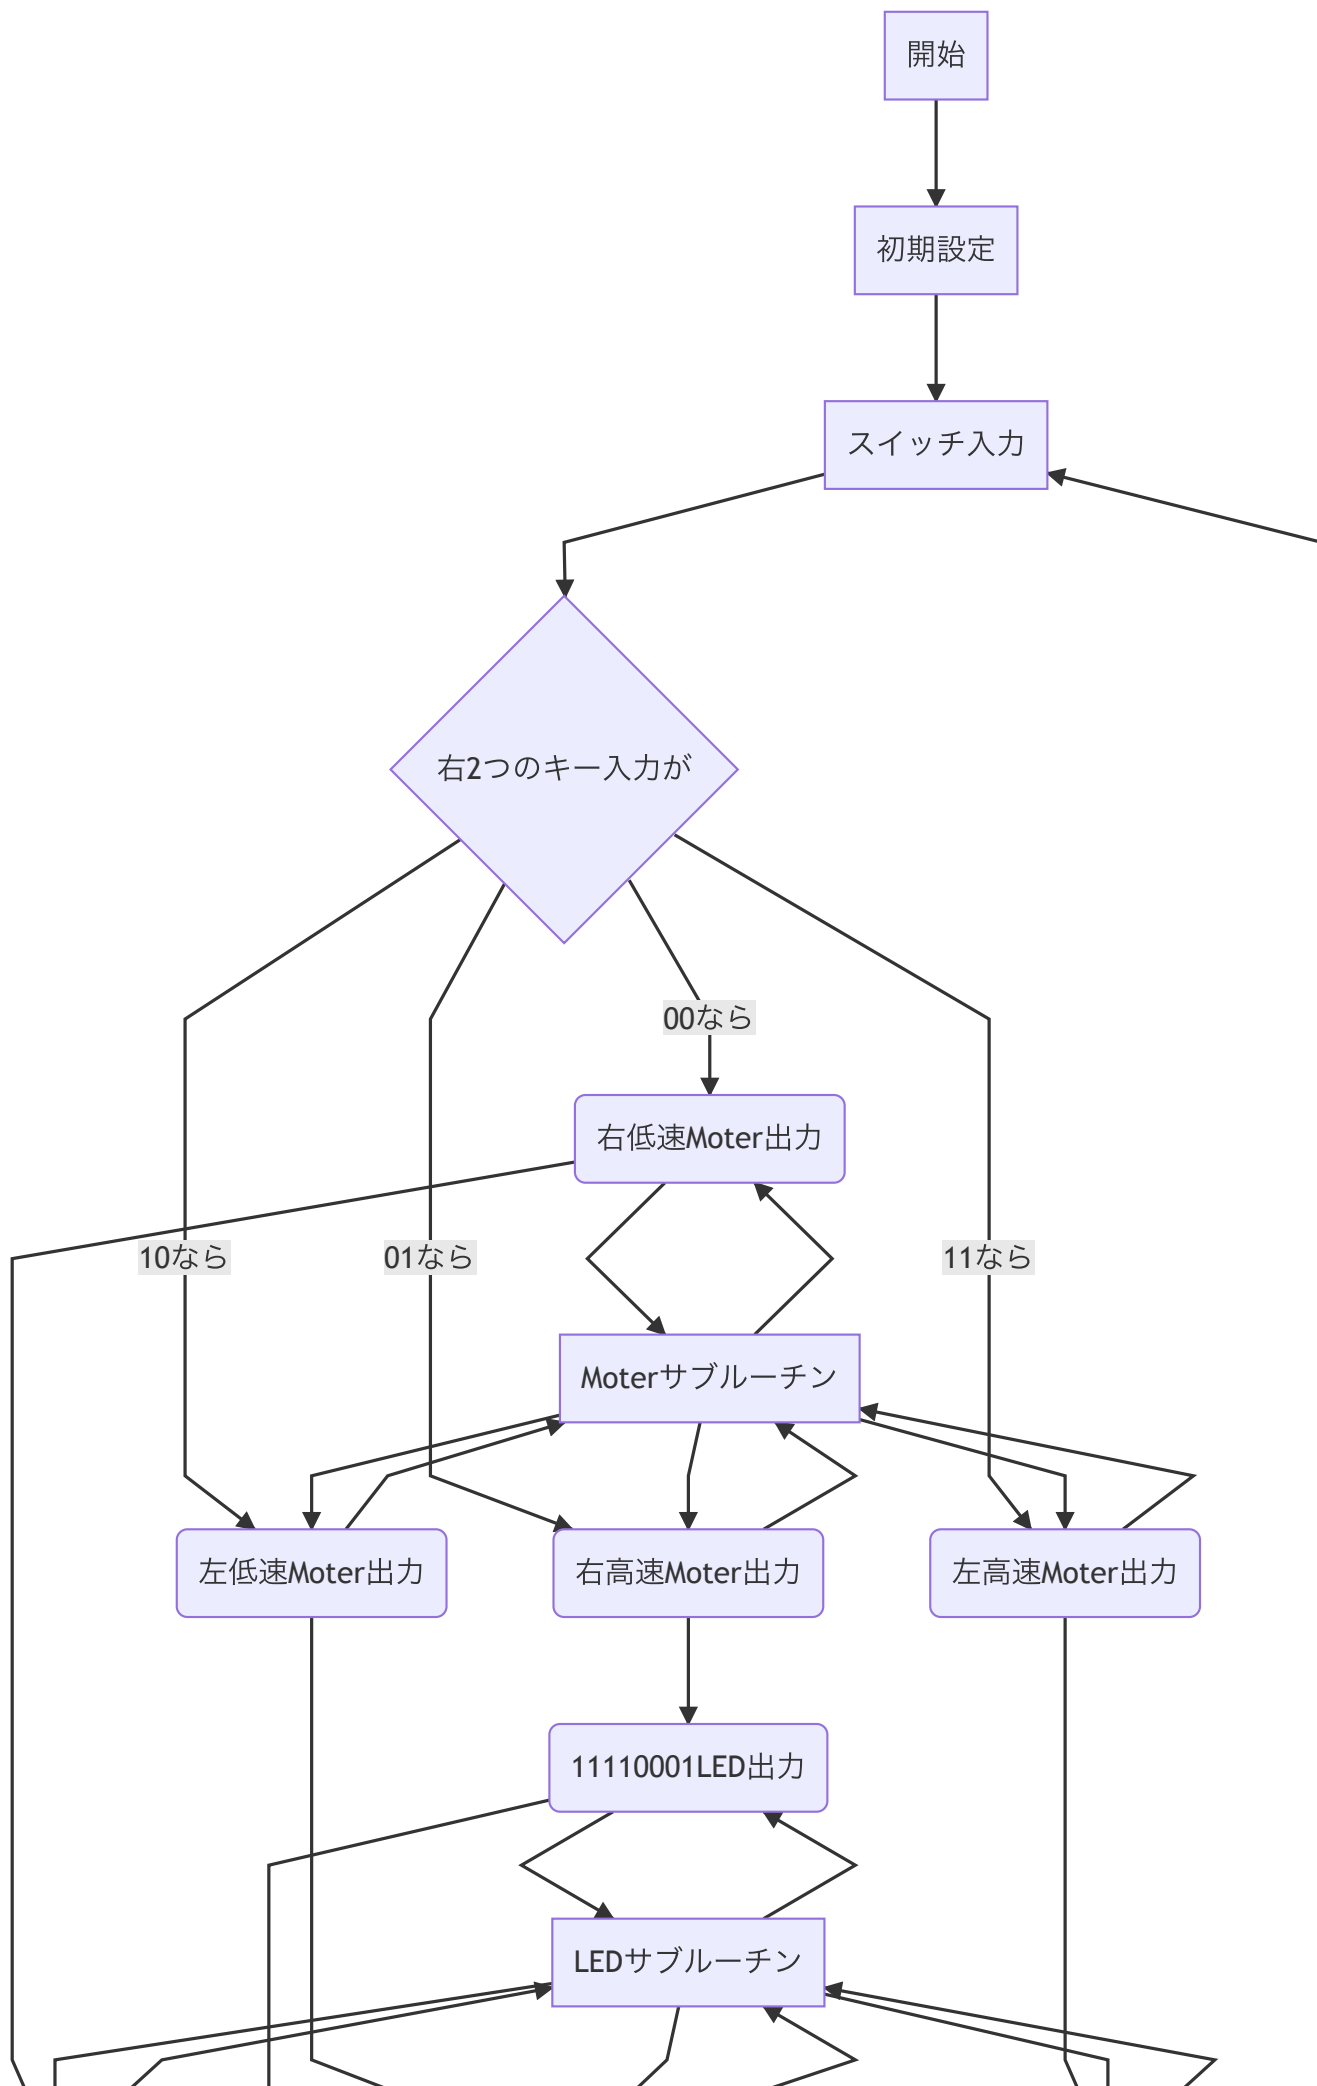 開始
初期設定
スイッチ入力
右2つのキー入力が
00なら
右低速Moter出力
10なら
01なら
11なら
Moterサブルーチン
左低速Moter出力
右高速Moter出力
左高速Moter出力
11110001LED出力
LEDサブルーチン